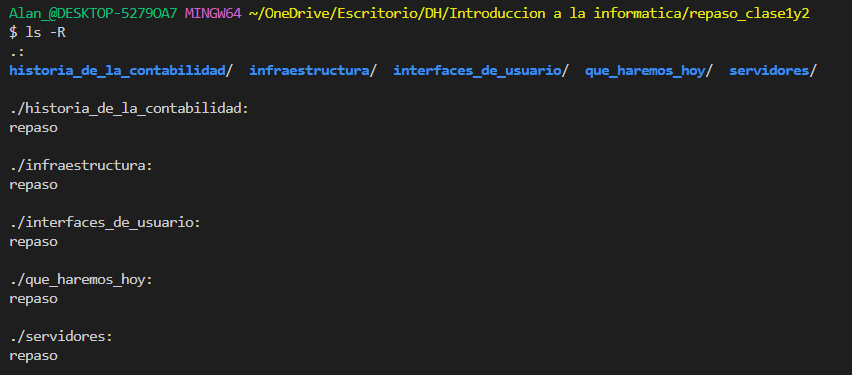 Alan_@DESKTOP-5279OA7 MINGW64 ~/OneDrive/Escritorio/DH/Introduccion a la informatica/repaso_clase1y2
$ ls -R
.:
historia_de_la_contabilidad/  infraestructura/  interfaces_de_usuario/  que_haremos_hoy/  servidores/

./historia_de_la_contabilidad:
repaso

./infraestructura:
repaso

./interfaces_de_usuario:
repaso

./que_haremos_hoy:
repaso

./servidores:
repaso